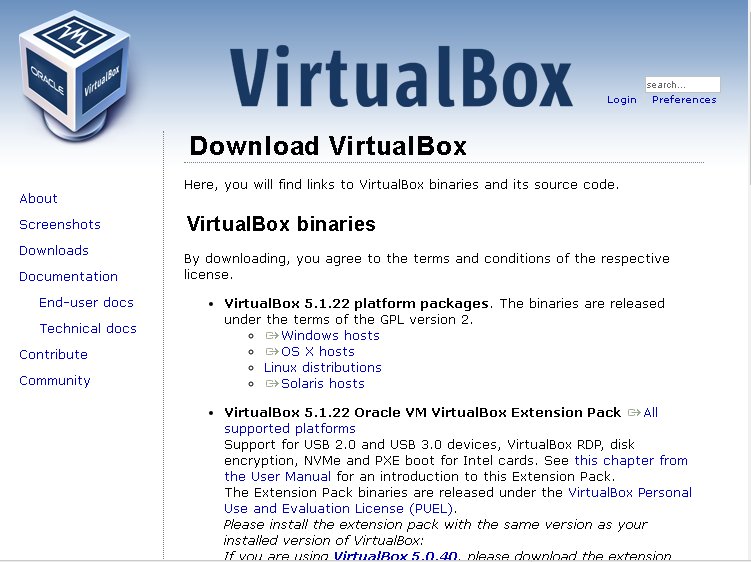 ORACLE
VirtualBox
VirtualBox
search...
Login Preferences
Download VirtualBox
Here, you will find links to VirtualBox binaries and its source code.
About
Screenshots
Downloads
Documentation
End-user docs
Technical docs
Contribute
Community
VirtualBox binaries
By downloading, you agree to the terms and conditions of the respective
license.
• VirtualBox 5.1.22 platform packages. The binaries are released
under the terms of the GPL version 2.
Windows hosts
OS X hosts
Linux distributions
Solaris hosts
• VirtualBox 5.1.22 Oracle VM VirtualBox Extension Pack All
supported platforms
Support for USB 2.0 and USB 3.0 devices, VirtualBox RDP, disk
encryption, NVMe and PXE boot for Intel cards. See this chapter from
the User Manual for an introduction to this Extension Pack.
The Extension Pack binaries are released under the VirtualBox Personal
Use and Evaluation License (PUEL).
Please install the extension pack with the same version as your
installed version of VirtualBox:
If you are using VirtualBox 5.0.40, please download the extension